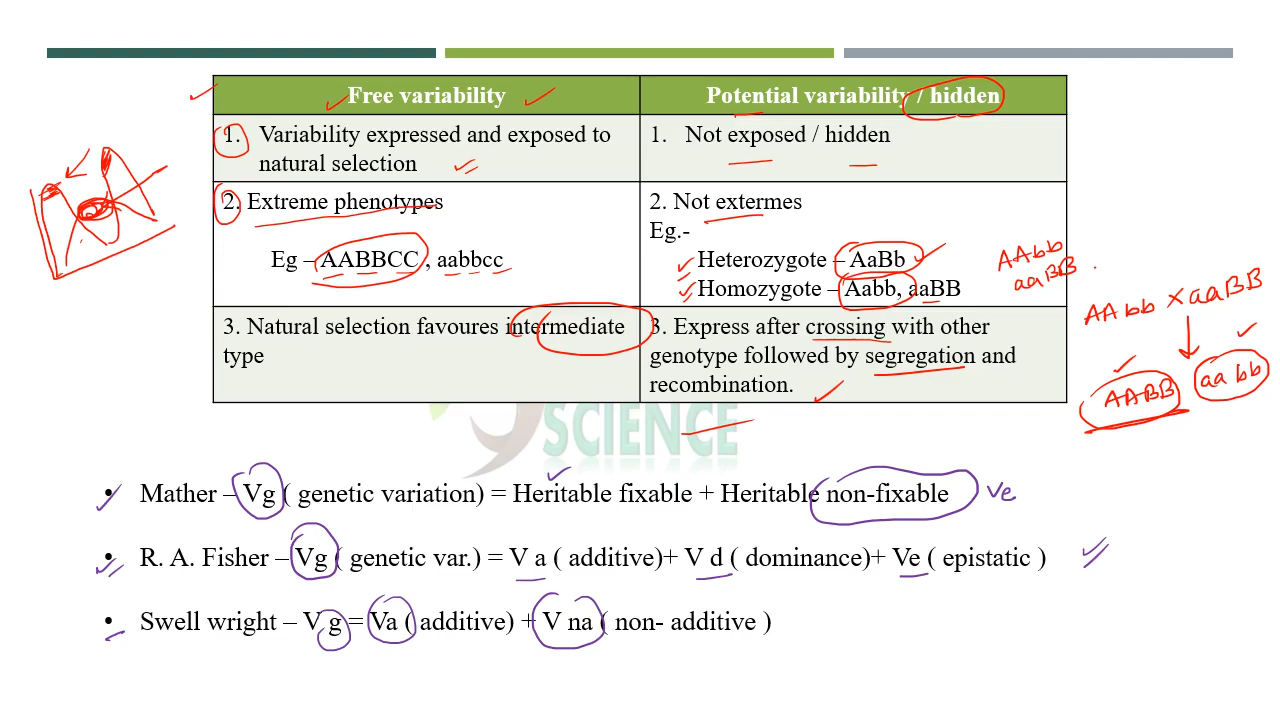 Free variability
Potential variability / hidden
1. Variability expressed and exposed to
natural selection
1. Not exposed / hidden
2. Extreme phenotypes
Eg – AABBCC , aabbcc
2. Not extermes
Eg.-
Heterozygote – AaBb
Homozygote – Aabb, aaBB
3. Natural selection favoures intermediate
type
3. Express after crossing with other
genotype followed by segregation and
recombination.
AAbb
aaBB
AAbb × aaBB
AABB
aabb
SCIENCE
• Mather – Vg ( genetic variation) = Heritable fixable + Heritable non-fixable
Ve
• R. A. Fisher – Vg ( genetic var.) = V a ( additive)+ V d ( dominance)+ Ve ( epistatic )
• Swell wright – V g = Va ( additive) + V na ( non- additive )